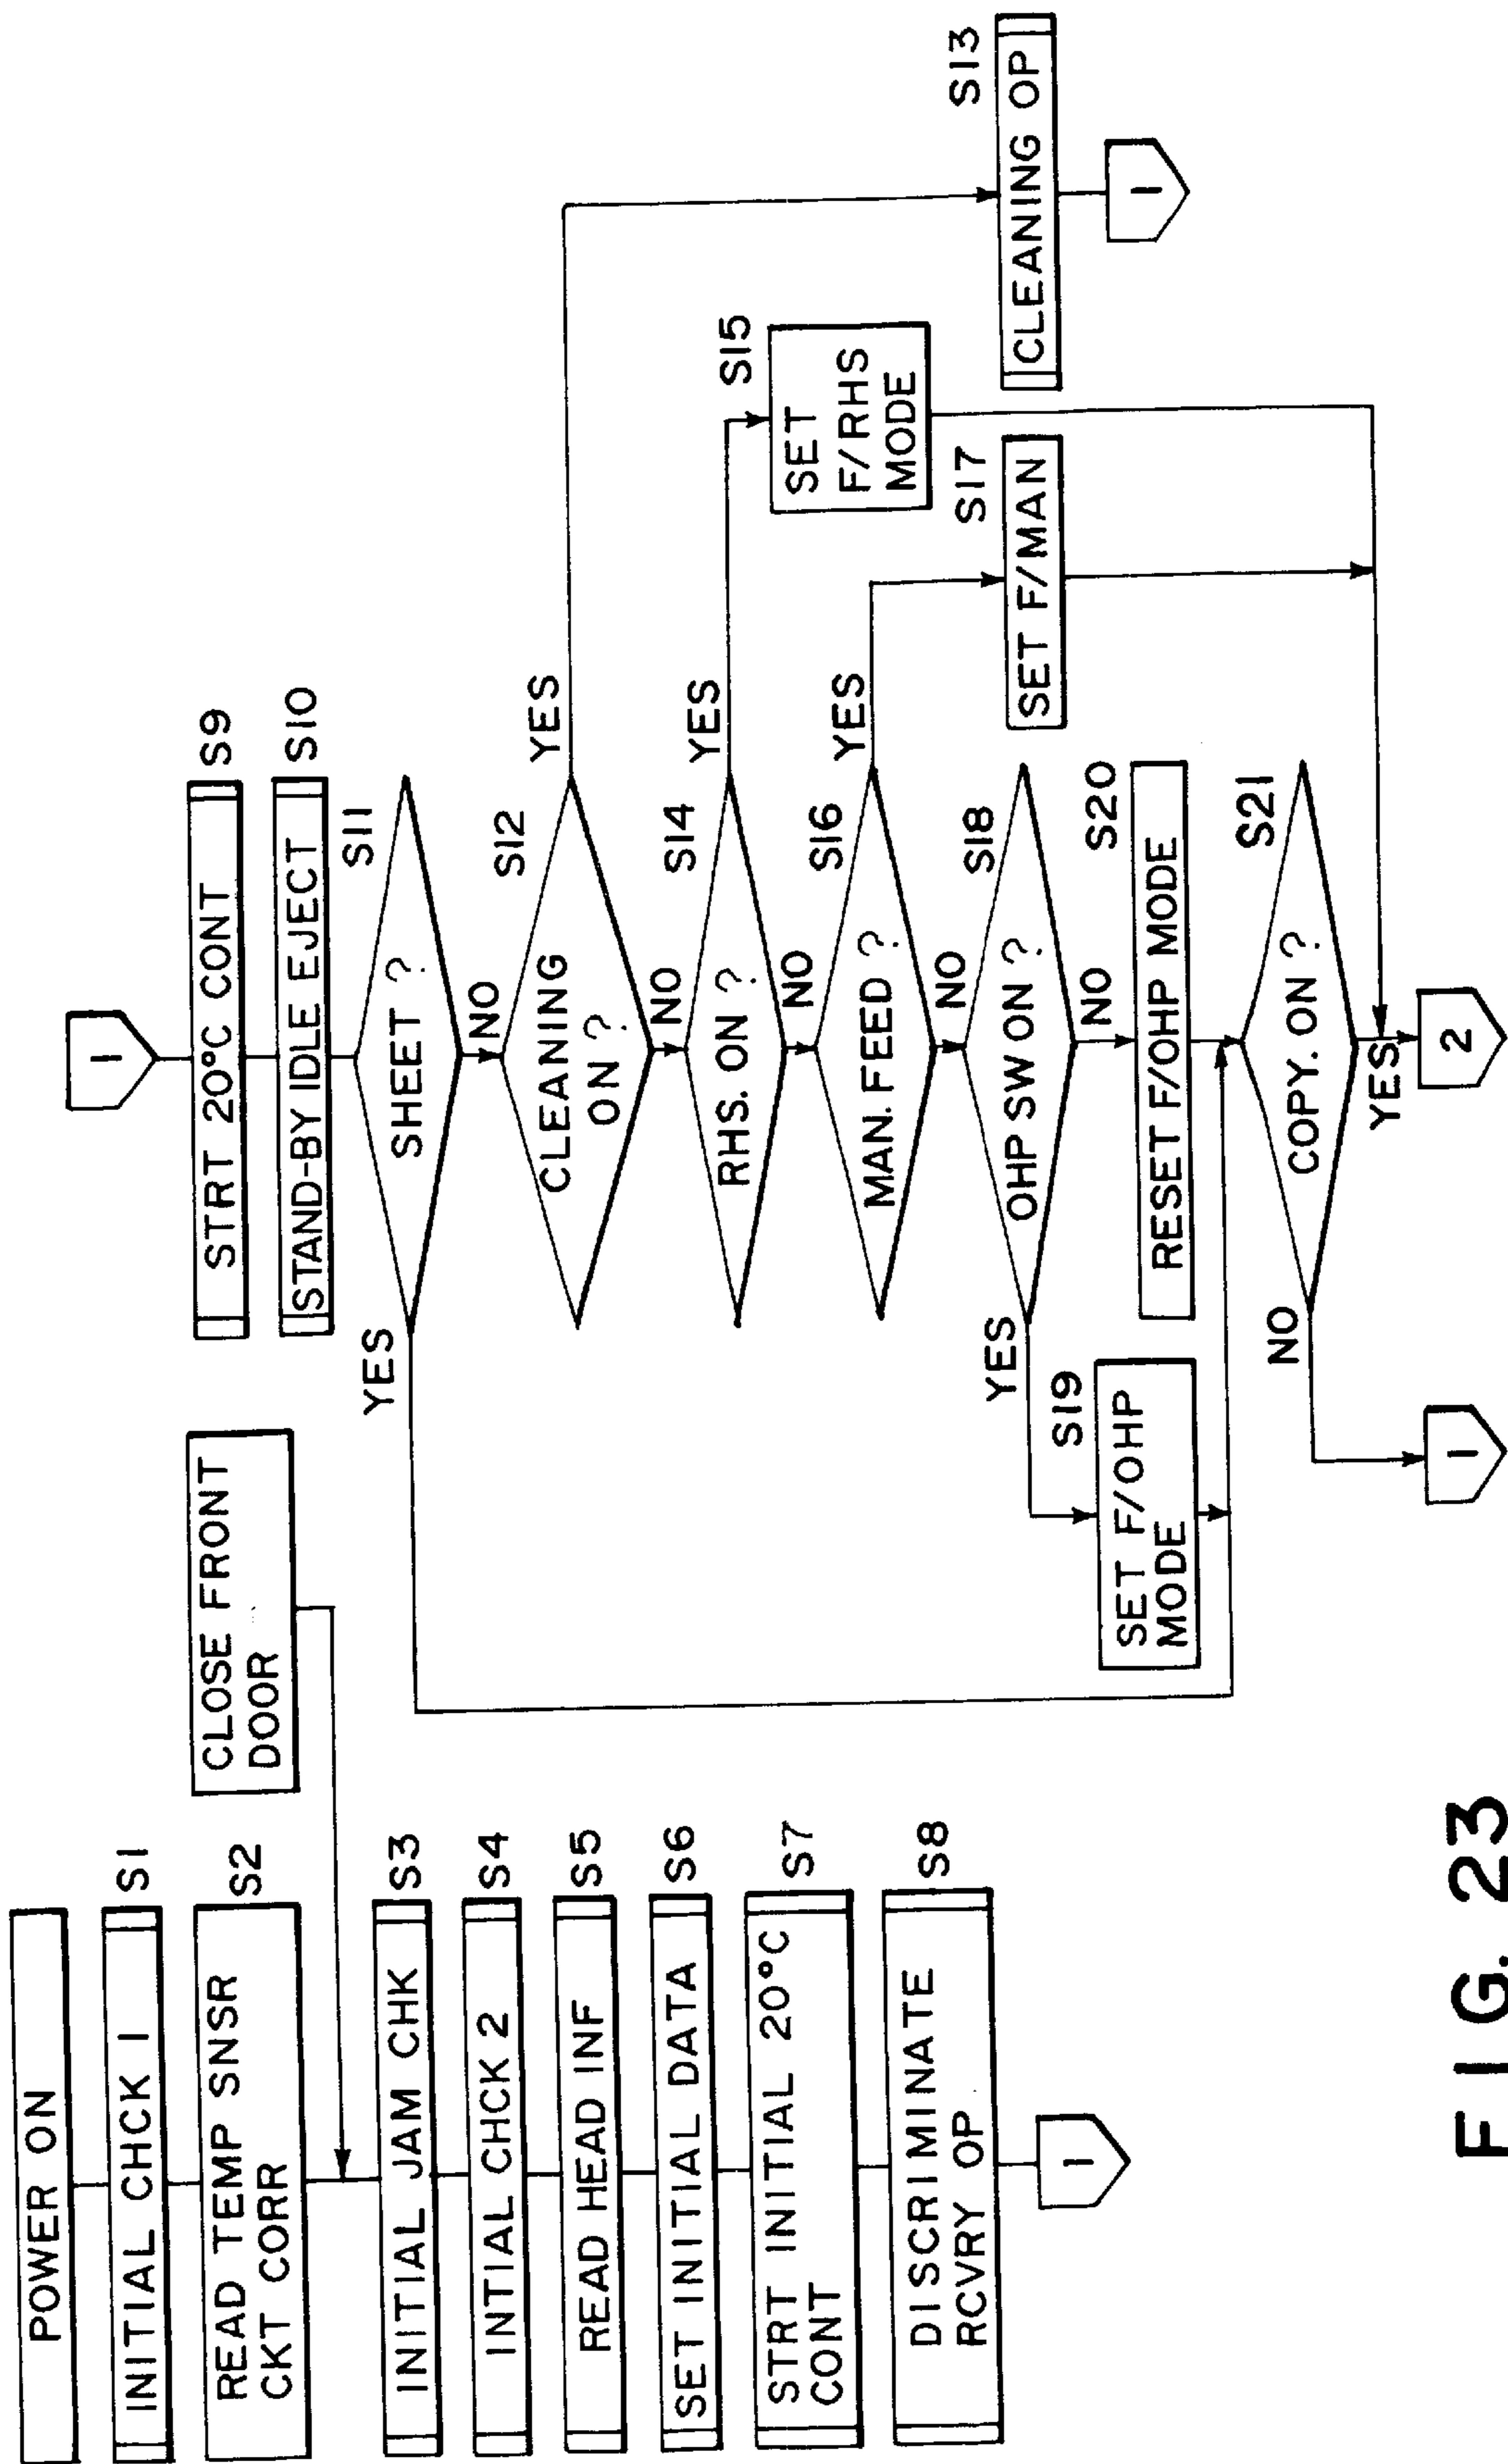 POWER ON
INITIAL CHCK 1
S1
READ TEMP SNSR
CKT CORR
S2
CLOSE FRONT
DOOR
INITIAL JAM CHK
S3
INTIAL CHCK 2
S4
READ HEAD INF
S5
SET INITIAL DATA
S6
STRT INITIAL 20°C
CONT
S7
DISCRIMINATE
RCVRY OP
S8
1
1
STRT 20°C CONT
S9
STAND-BY IDLE EJECT
S10
SHEET ?
S11
YES
NO
CLEANING
ON ?
S12
YES
NO
CLEANING OP
S13
1
RHS. ON ?
S14
YES
NO
SET
F/RHS
MODE
S15
MAN. FEED ?
S16
YES
NO
SET F/MAN
S17
OHP SW ON ?
S18
YES
NO
SET F/OHP
MODE
S19
RESET F/OHP MODE
S20
COPY. ON ?
S21
NO
YES
1
2
FIG. 23